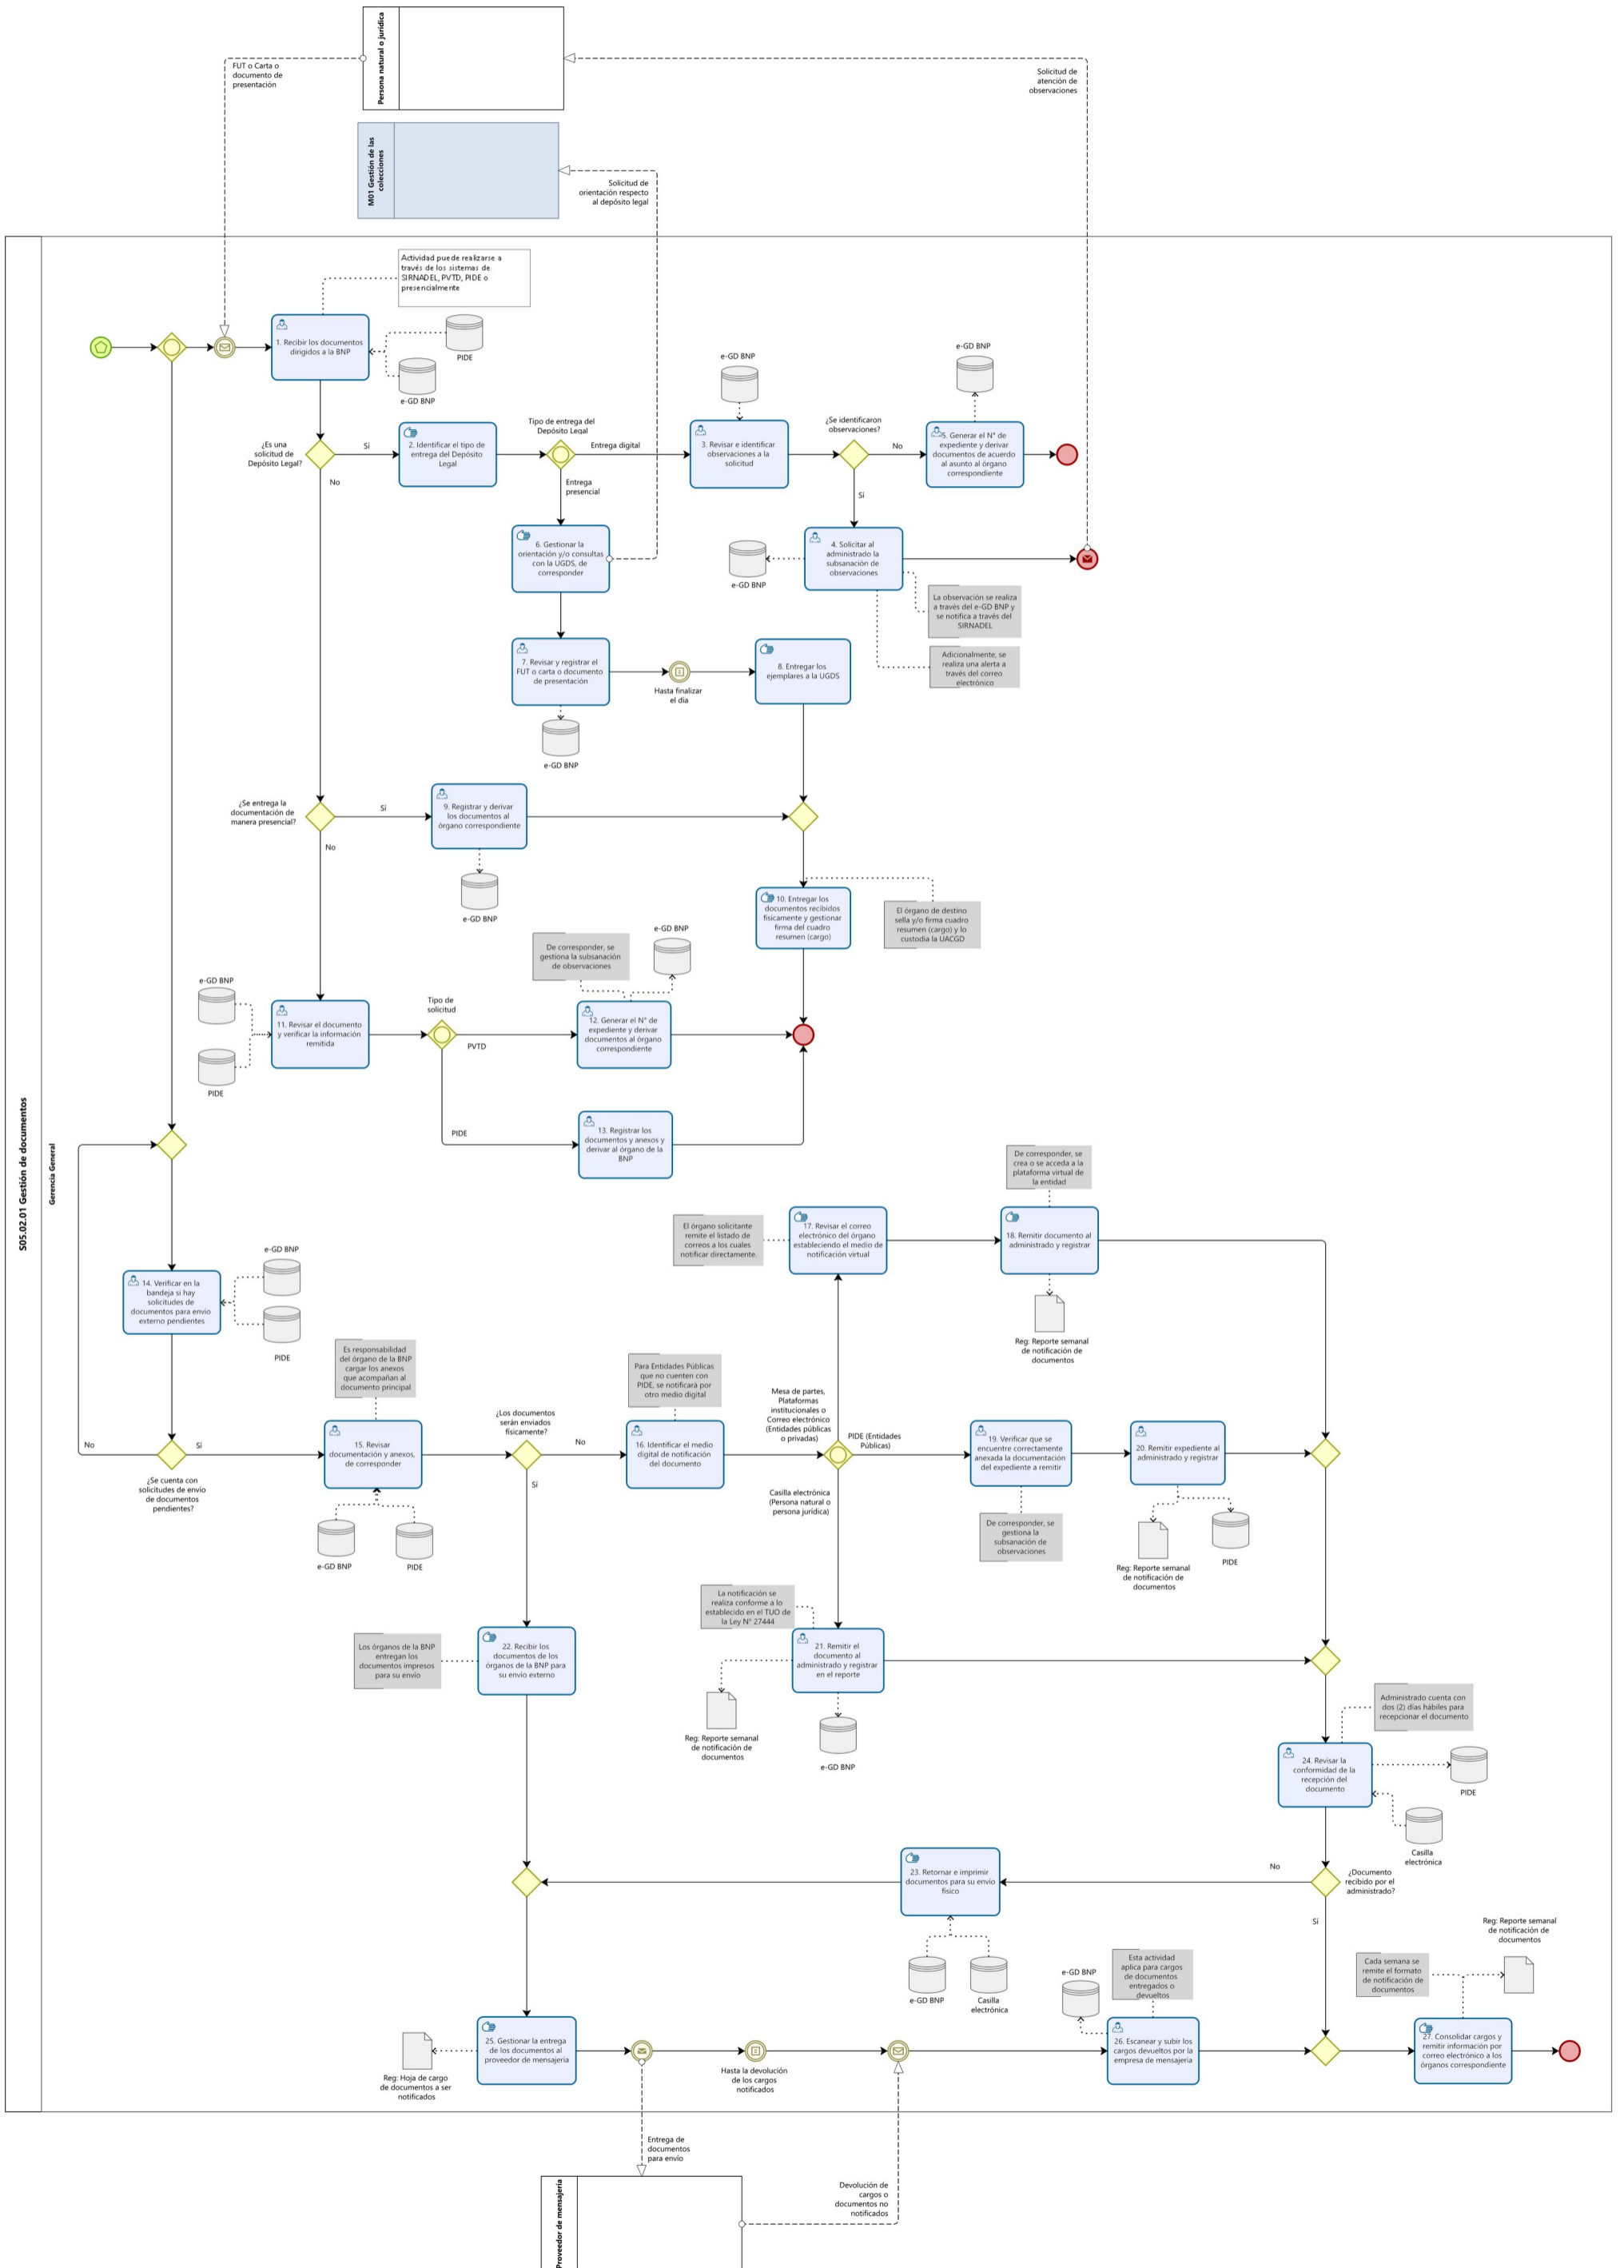 Persona natural o jurídica
FUT o Carta o
documento de
presentación
Solicitud de
atención de
observaciones
M01 Gestión de las
colecciones
Solicitud de
orientación respecto
al depósito legal
S05.02.01 Gestión de documentos
Gerencia General
Actividad puede realizarse a
través de los sistemas de
SIRNADEL, PVTD, PIDE o
presencialmente
1. Recibir los documentos
dirigidos a la BNP
PIDE
e-GD BNP
¿Es una
solicitud de
Depósito Legal?
Sí
No
2. Identificar el tipo de
entrega del Depósito
Legal
Tipo de entrega del
Depósito Legal
Entrega digital
Entrega
presencial
e-GD BNP
3. Revisar e identificar
observaciones a la
solicitud
¿Se identificaron
observaciones?
No
Sí
e-GD BNP
5. Generar el N° de
expediente y derivar
documentos de acuerdo
al asunto al órgano
correspondiente
6. Gestionar la
orientación y/o consultas
con la UGDS, de
corresponder
4. Solicitar al
administrado la
subsanación de
observaciones
e-GD BNP
La observación se realiza
a través del e-GD BNP y
se notifica a través del
SIRNADEL
Adicionalmente, se
realiza una alerta a
través del correo
electrónico
7. Revisar y registrar el
FUT o carta o documento
de presentación
Hasta finalizar
el día
8. Entregar los
ejemplares a la UGDS
e-GD BNP
¿Se entrega la
documentación de
manera presencial?
Sí
No
9. Registrar y derivar
los documentos al
órgano correspondiente
e-GD BNP
10. Entregar los
documentos recibidos
físicamente y gestionar
firma del cuadro
resumen (cargo)
El órgano de destino
sella y/o firma cuadro
resumen (cargo) y lo
custodia la UACGD
De corresponder, se
gestiona la subsanación
de observaciones
e-GD BNP
e-GD BNP
PIDE
11. Revisar el documento
y verificar la información
remitida
Tipo de
solicitud
PVTD
PIDE
12. Generar el N° de
expediente y derivar
documentos al órgano
correspondiente
13. Registrar los
documentos y anexos y
derivar al órgano de la
BNP
De corresponder, se
crea o se acceda a la
plataforma virtual de
la entidad
El órgano solicitante
remite el listado de
correos a los cuales
notificar directamente.
17. Revisar el correo
electrónico del órgano
estableciendo el medio de
notificación virtual
18. Remitir documento al
administrado y registrar
Reg: Reporte semanal
de notificación de
documentos
14. Verificar en la
bandeja si hay
solicitudes de
documentos para envío
externo pendientes
e-GD BNP
PIDE
Es responsabilidad
del órgano de la BNP
cargar los anexos
que acompañan al
documento principal
Para Entidades Públicas
que no cuenten con
PIDE, se notificará por
otro medio digital
No
Sí
¿Se cuenta con
solicitudes de envío
de documentos
pendientes?
15. Revisar
documentación y anexos,
de corresponder
e-GD BNP
PIDE
¿Los documentos
serán enviados
físicamente?
No
Sí
16. Identificar el medio
digital de notificación
del documento
Mesa de partes,
Plataformas
institucionales o
Correo electrónico
(Entidades públicas
o privadas)
PIDE (Entidades
Públicas)
Casilla electrónica
(Persona natural o
persona jurídica)
19. Verificar que se
encuentre correctamente
anexada la documentación
del expediente a remitir
De corresponder, se
gestiona la
subsanación de
observaciones
20. Remitir expediente al
administrado y registrar
Reg: Reporte semanal
de notificación de
documentos
PIDE
La notificación se
realiza conforme a lo
establecido en el TUO de
la Ley N° 27444
Los órganos de la BNP
entregan los
documentos impresos
para su envío
22. Recibir los
documentos de los
órganos de la BNP para
su envío externo
21. Remitir el
documento al
administrado y registrar
en el reporte
Reg: Reporte semanal
de notificación de
documentos
e-GD BNP
Administrado cuenta con
dos (2) días hábiles para
recepcionar el documento
24. Revisar la
conformidad de la
recepción del
documento
PIDE
Casilla
electrónica
¿Documento
recibido por el
administrado?
No
Sí
23. Retornar e imprimir
documentos para su envío
físico
e-GD BNP
Casilla
electrónica
Esta actividad
aplica para cargos
de documentos
entregados o
devueltos
e-GD BNP
Reg: Reporte semanal
de notificación de
documentos
Cada semana se
remite el formato
de notificación de
documentos
25. Gestionar la entrega
de los documentos al
proveedor de mensajería
Reg: Hoja de cargo
de documentos a ser
notificados
Hasta la devolución
de los cargos
notificados
26. Escanear y subir los
cargos devueltos por la
empresa de mensajería
27. Consolidar cargos y
remitir información por
correo electrónico a los
órganos correspondiente
Entrega de
documentos
para envío
Devolución de
cargos o
documentos no
notificados
Proveedor de mensajería